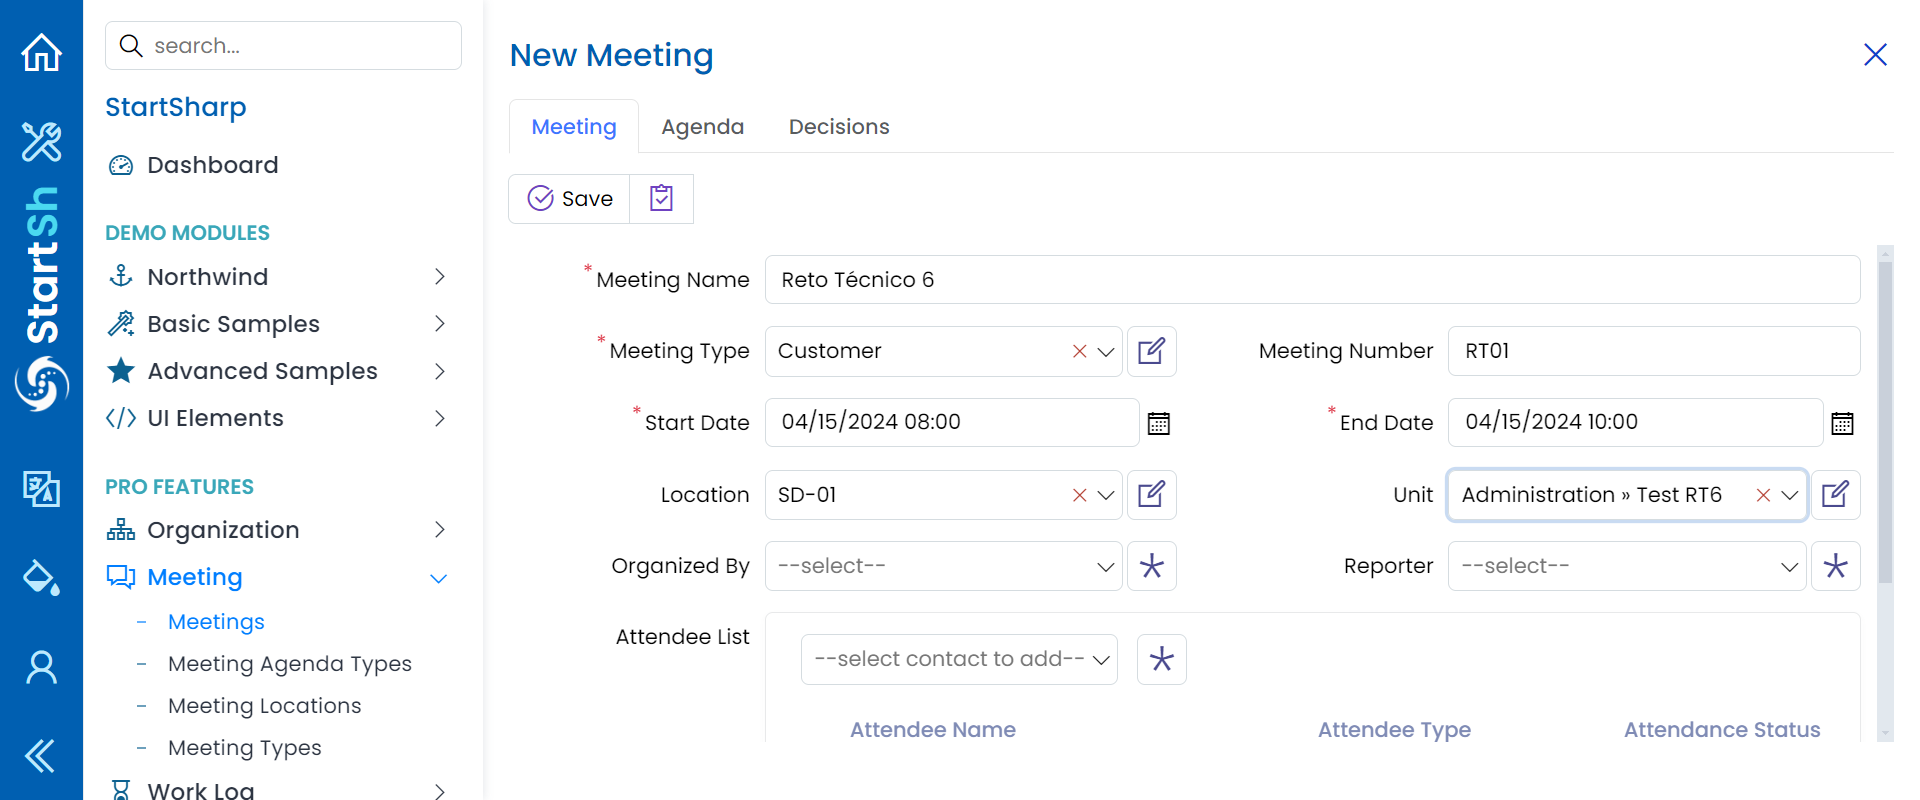 search...
StartSharp
Dashboard
DEMO MODULES
Northwind
Basic Samples
Advanced Samples
UI Elements
PRO FEATURES
Organization
Meeting
- Meetings
- Meeting Agenda Types
- Meeting Locations
- Meeting Types
Work Log
StartSh
New Meeting
Meeting Agenda Decisions
Save
* Meeting Name Reto Técnico 6
* Meeting Type Customer Meeting Number RT01
* Start Date 04/15/2024 08:00 * End Date 04/15/2024 10:00
Location SD-01 Unit Administration » Test RT6
Organized By --select-- Reporter --select--
Attendee List --select contact to add--
Attendee Name Attendee Type Attendance Status